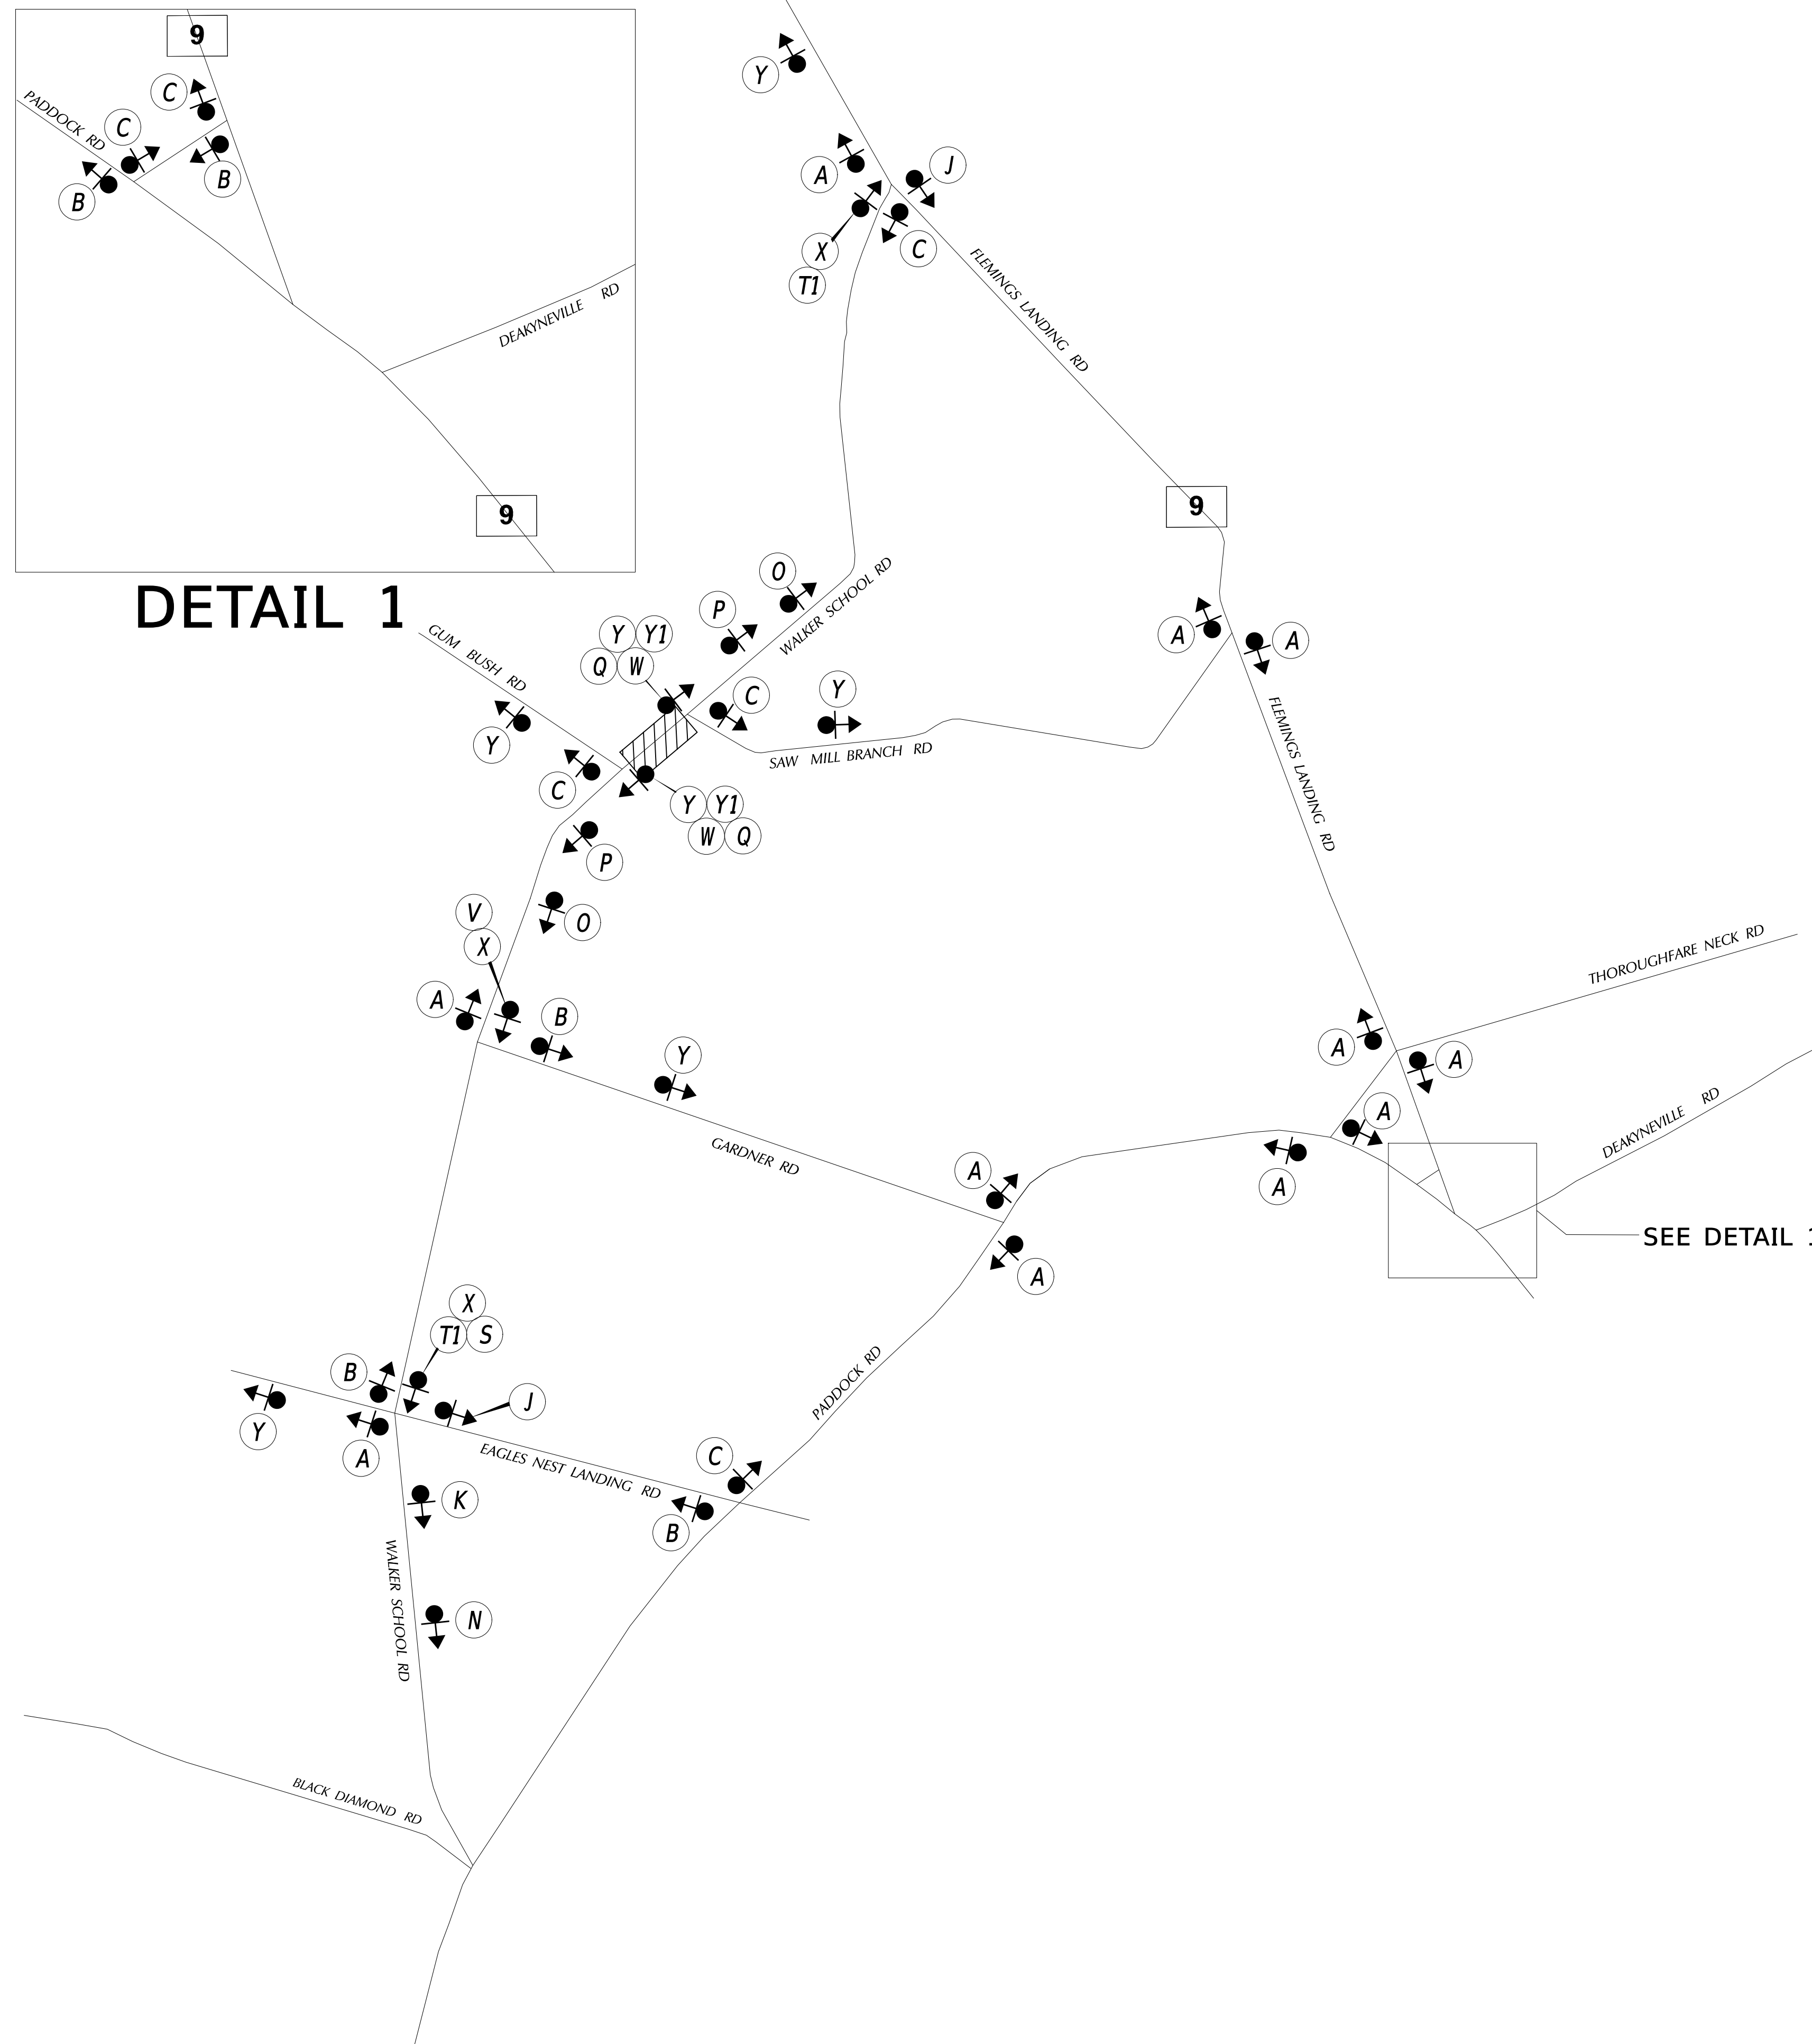 9
C
PADDOCK RD
C
B
B
DEAKYNEVILLE RD
9
DETAIL 1
Y
A
J
X
T1
C
FLEMINGS LANDING RD
9
O
P
WALKER SCHOOL RD
GUM BUSH RD
Y Y1
Q W
C
Y
SAW MILL BRANCH RD
A
A
FLEMINGS LANDING RD
Y
C
Y Y1
W Q
P
O
V
X
A
B
Y
GARDNER RD
THOROUGHFARE NECK RD
A
A
A
A
DEAKYNEVILLE RD
SEE DETAIL 1
A
A
PADDOCK RD
X
T1 S
B
J
Y
A
EAGLES NEST LANDING RD
C
B
K
WALKER SCHOOL RD
N
BLACK DIAMOND RD